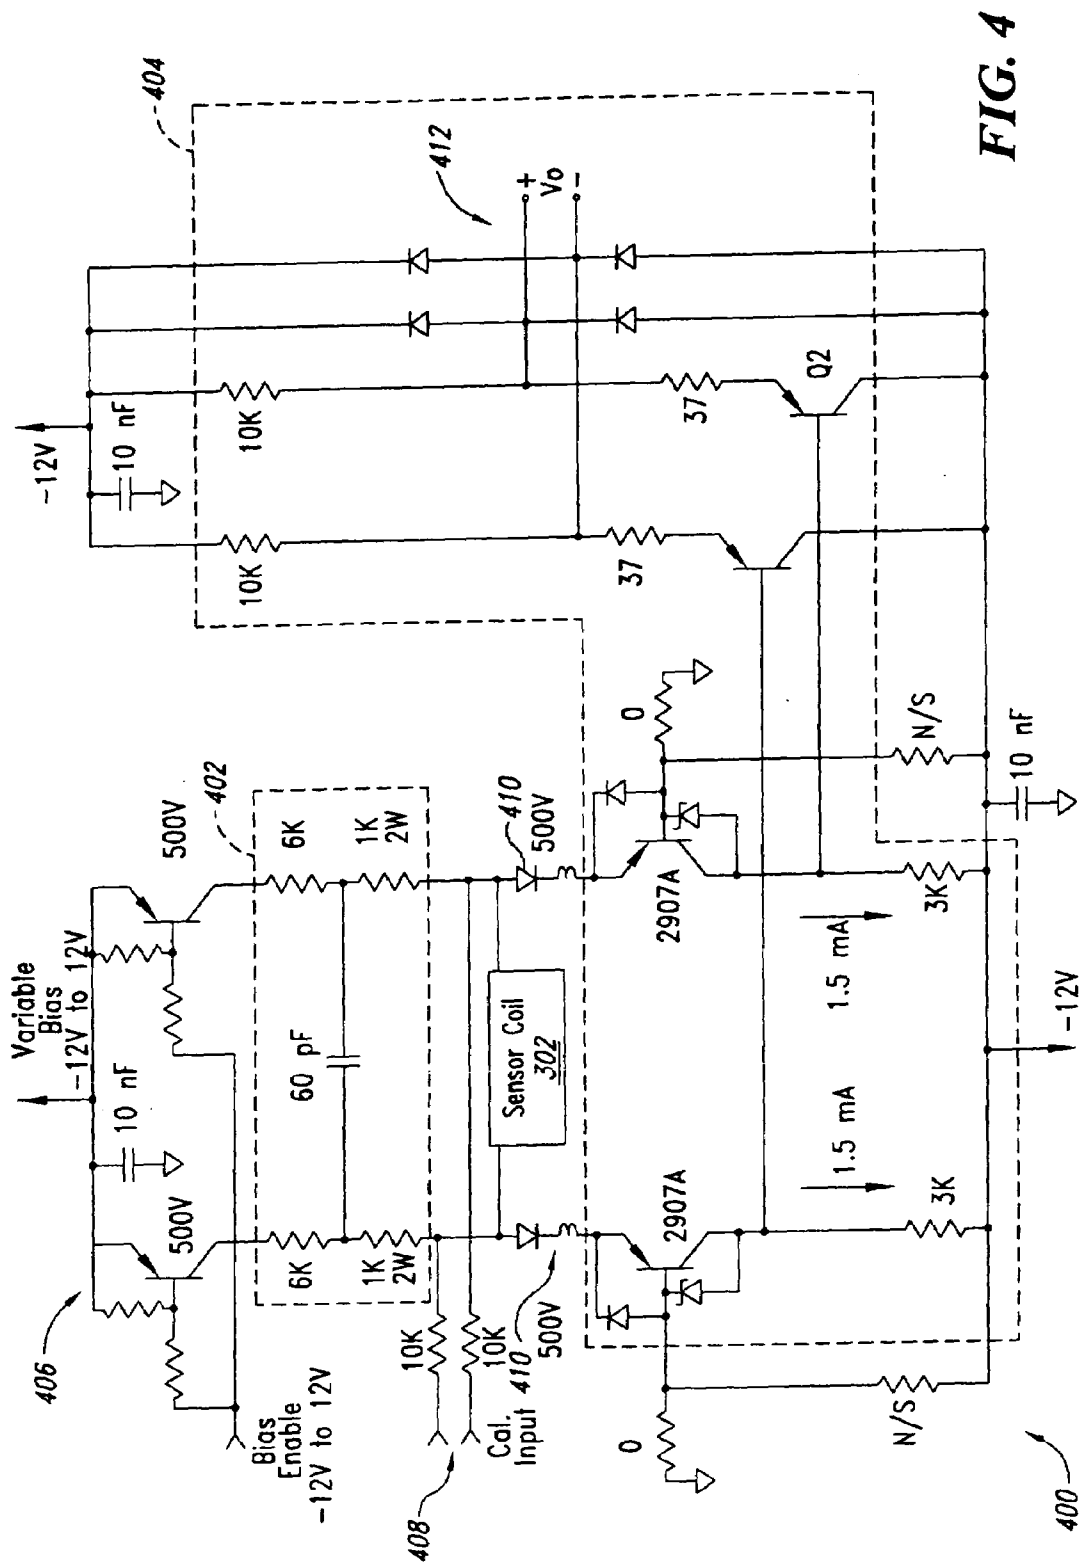 Variable
Bias
-12V to 12V
10 nF
406
500V
500V
402
6K
6K
60 pF
1K
2W
1K
2W
Bias
Enable
-12V to 12V
10K
10K
Cal.
Input
408
410
500V
410
500V
Sensor Coil
302
2907A
2907A
0
0
1.5 mA
1.5 mA
3K
3K
N/S
N/S
-12V
10 nF
400
-12V
10 nF
404
10K
10K
412
+
Vo
-
37
37
Q2
FIG. 4